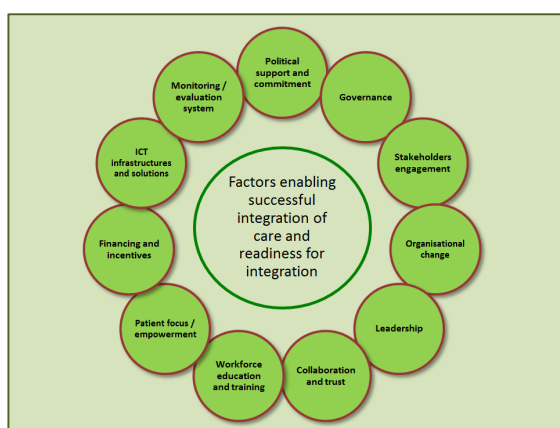 Political
support and
commitment
Governance
Stakeholders
engagement
Organisational
change
Leadership
Collaboration
and trust
Workforce
education
and training
Patient focus /
empowerment
Financing and
incentives
ICT
infrastructures
and solutions
Monitoring /
evaluation
system
Factors enabling
successful
integration of
care and
readiness for
integration